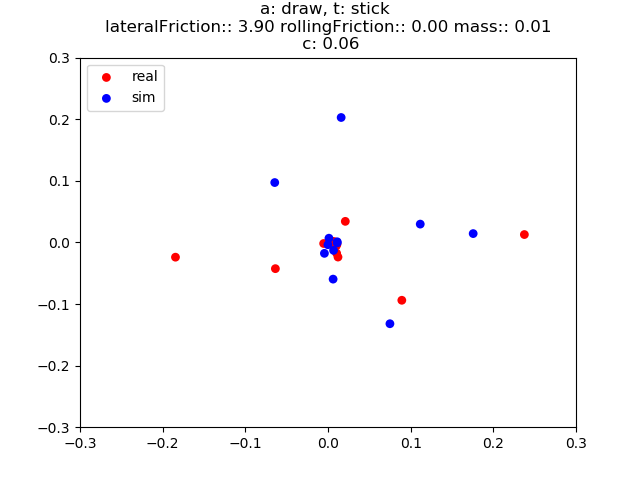 a: draw, t: stick
lateralFriction:: 3.90 rollingFriction:: 0.00 mass:: 0.01
c: 0.06
real
sim
0.3
0.2
0.1
0.0
−0.1
−0.2
−0.3
−0.3 −0.2 −0.1 0.0 0.1 0.2 0.3